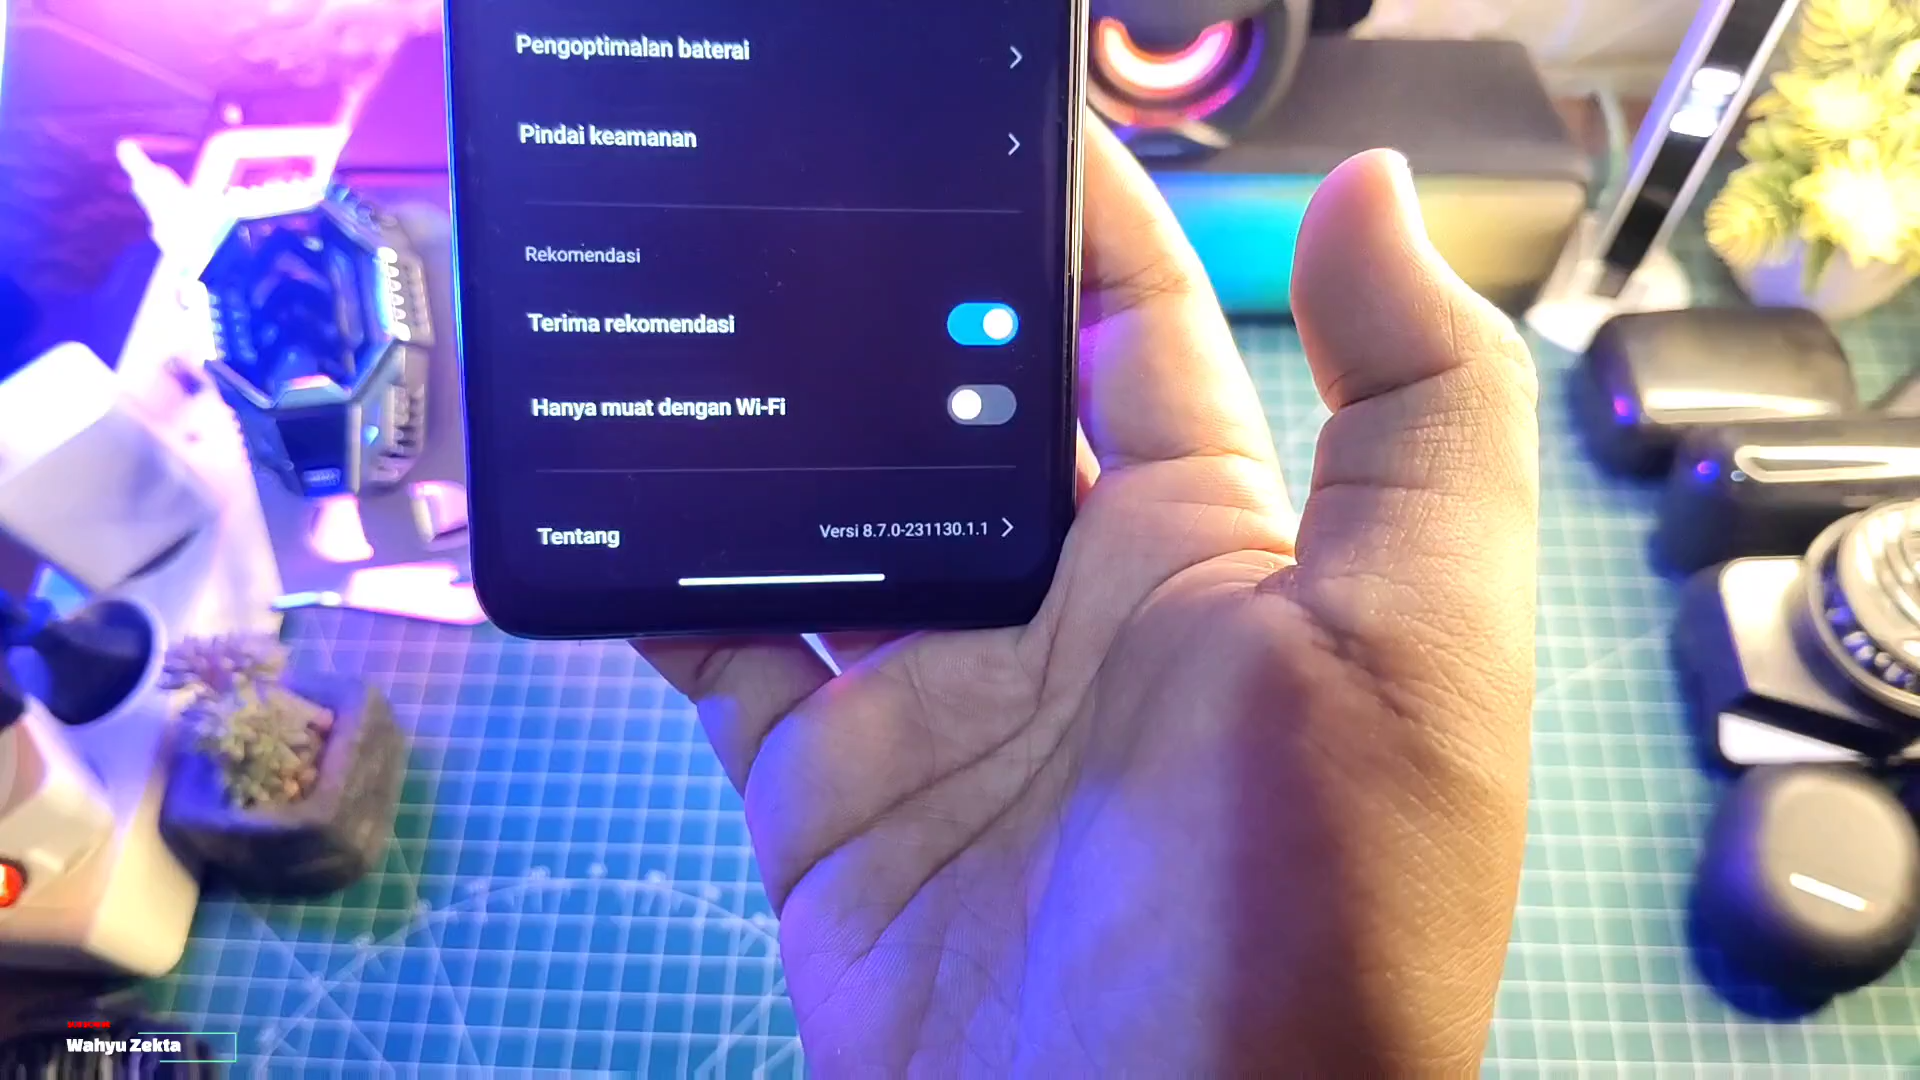 Pengoptimalan baterai
Pindai keamanan
Rekomendasi
Terima rekomendasi
Hanya muat dengan Wi-Fi
Tentang
Versi 8.7.0-231130.1.1
SUBSCRIBE
Wahyu Zekta